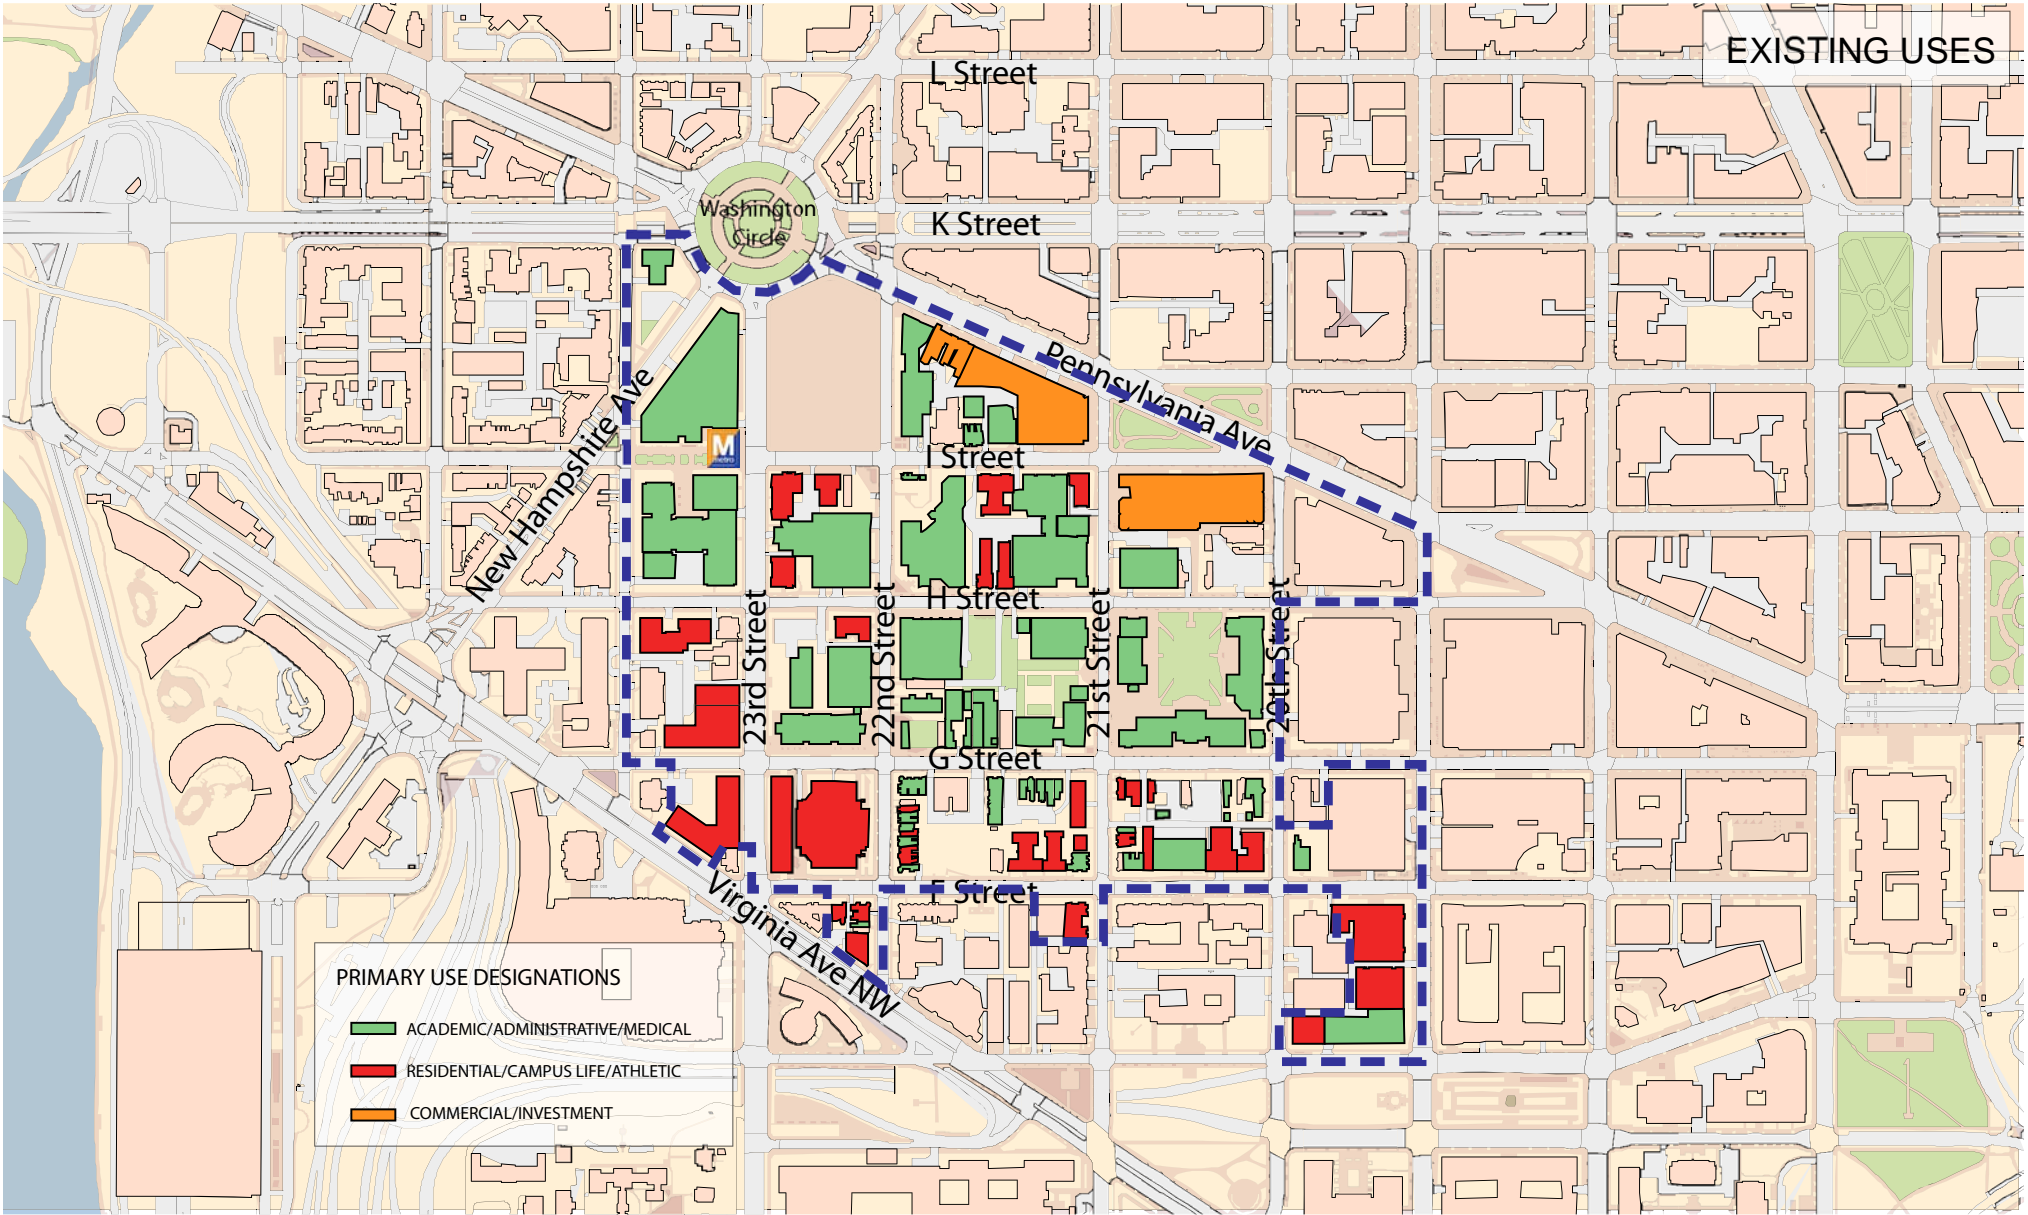 EXISTING USES
L Street
Washington
Circle
K Street
Pennsylvania Ave
New Hampshire Ave
M
metro
I Street
H Street
23rd Street
22nd Street
21st Street
20th Street
G Street
F Street
Virginia Ave NW
PRIMARY USE DESIGNATIONS
ACADEMIC/ADMINISTRATIVE/MEDICAL
RESIDENTIAL/CAMPUS LIFE/ATHLETIC
COMMERCIAL/INVESTMENT